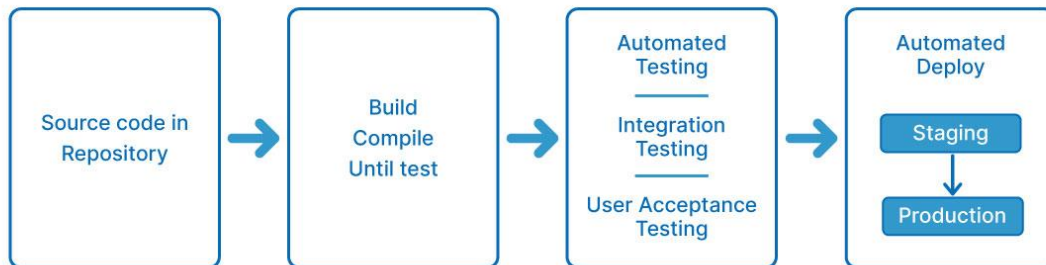 Source code in
Repository
Build
Compile
Until test
Automated
Testing
Integration
Testing
User Acceptance
Testing
Automated
Deploy
Staging
Production